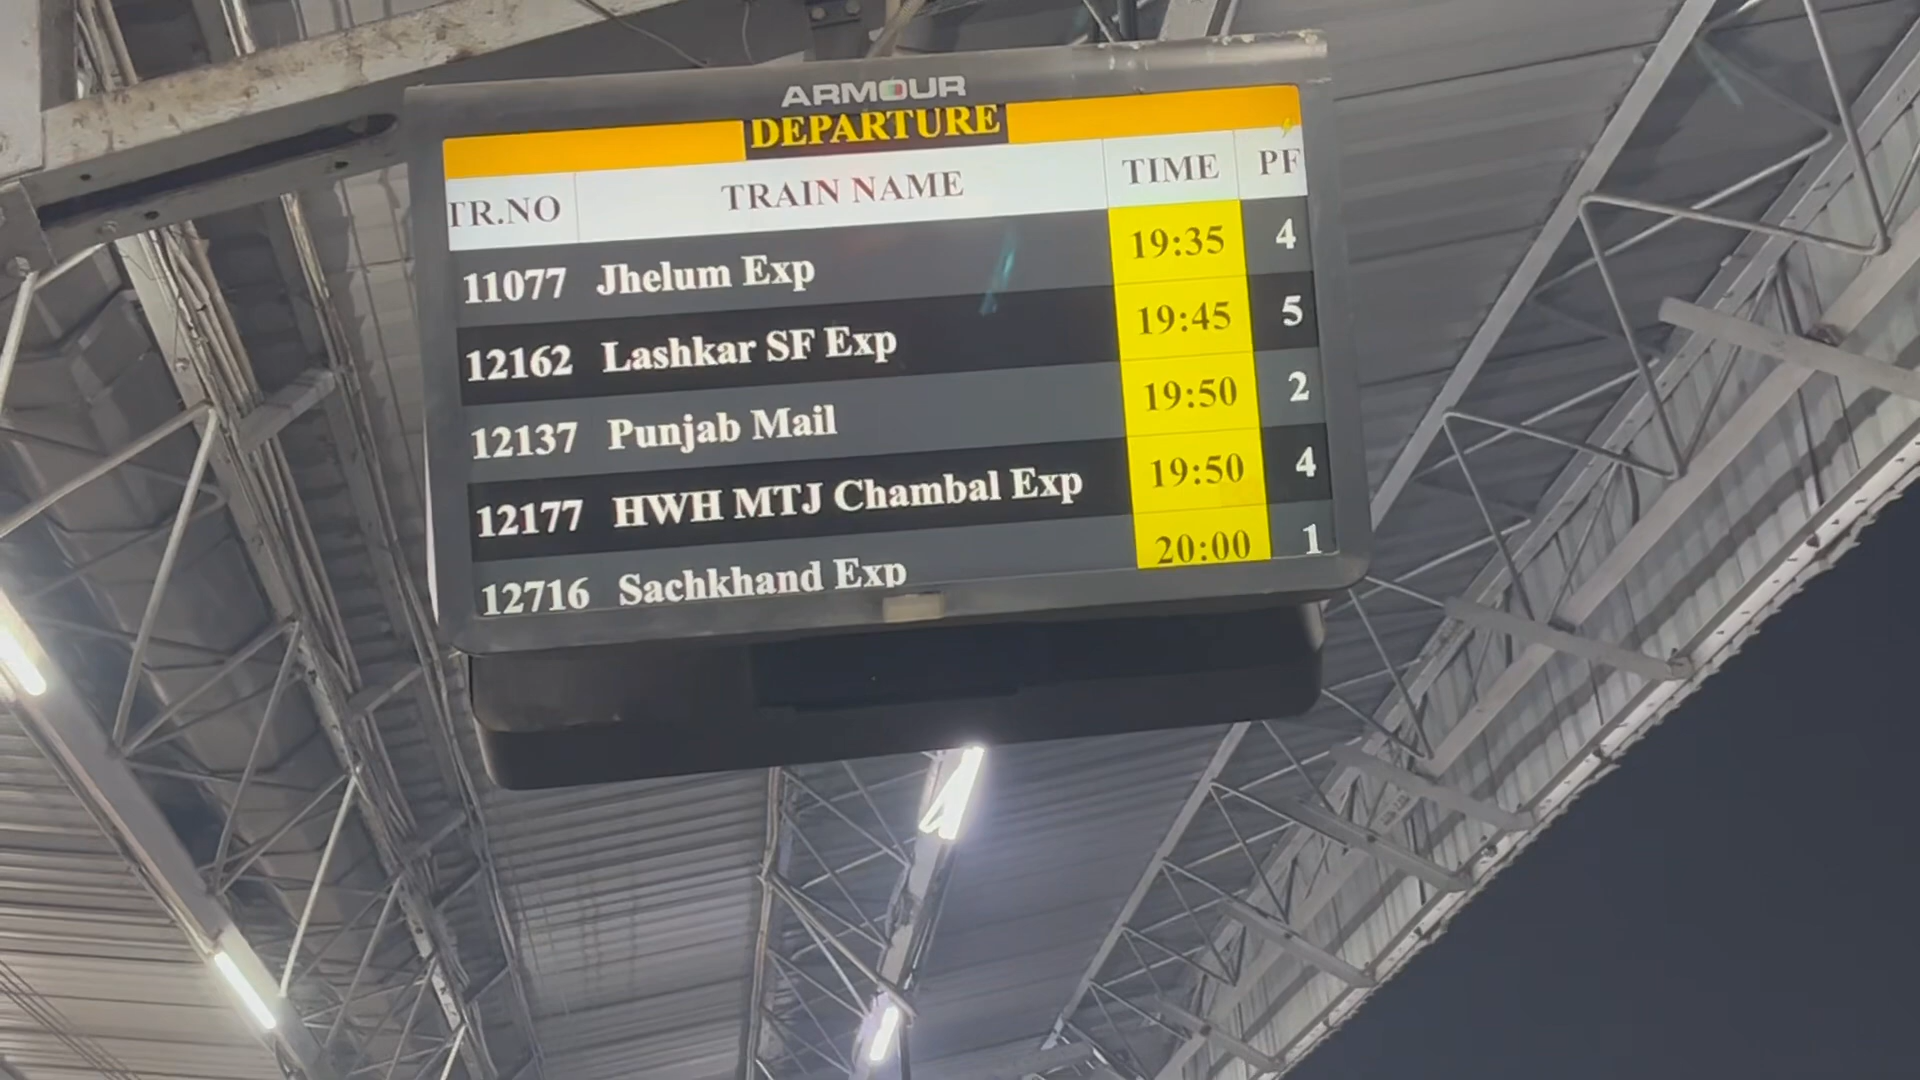 ARMOUR
DEPARTURE
TR.NO TRAIN NAME TIME PF
11077 Jhelum Exp 19:35 4
12162 Lashkar SF Exp 19:45 5
12137 Punjab Mail 19:50 2
12177 HWH MTJ Chambal Exp 19:50 4
12716 Sachkhand Exp 20:00 1